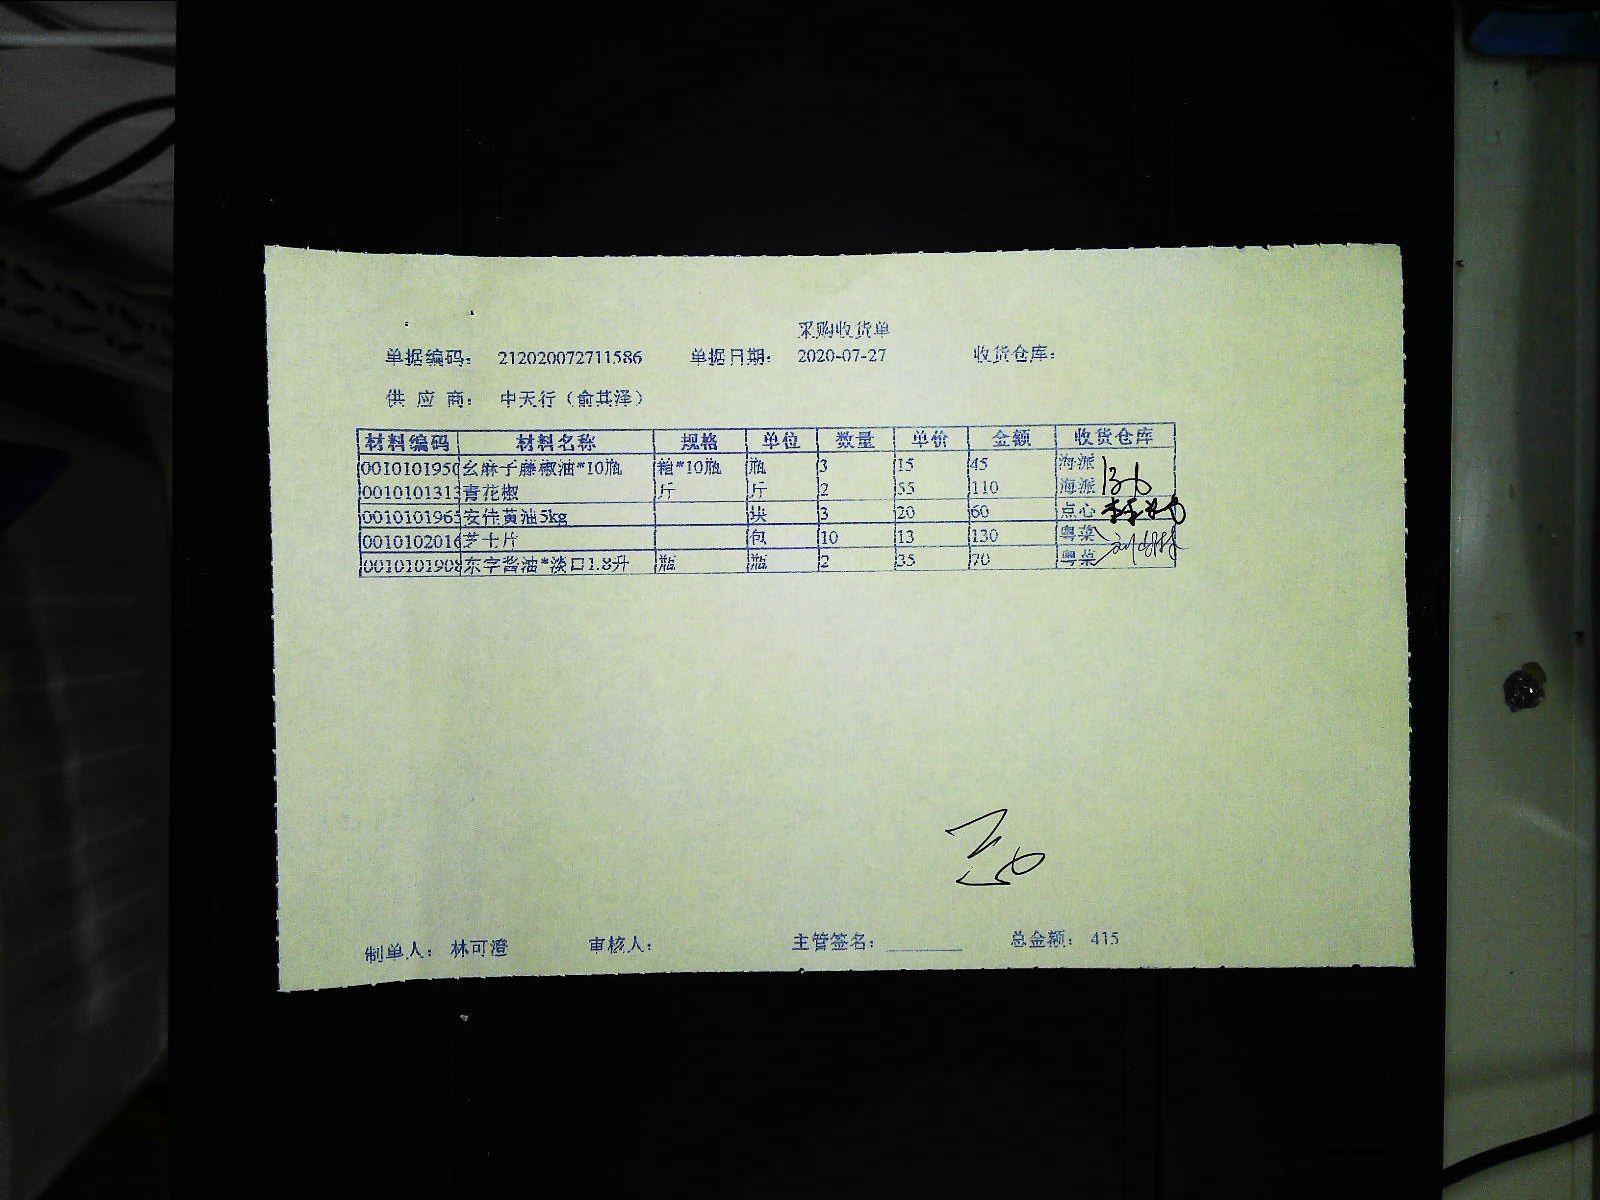 采购收货单
单据编码： 212020072711586 单据日期： 2020-07-27 收货仓库：
供 应 商： 中天行（俞其泽）
材料编码 材料名称 规格 单位 数量 单价 金额 收货仓库
0010101950 幺麻子藤椒油*10瓶 箱*10瓶 瓶 3 15 45 海派
0010101313 青花椒 斤 斤 2 55 110 海派
0010101965 安佳黄油5kg 块 3 20 60 点心
0010102016 芝士片 包 10 13 130 粤菜
0010101908 东字酱油*淡口1.8升 瓶 瓶 2 35 70 粤菜
制单人： 林可澄 审核人： 主管签名： 总金额： 415